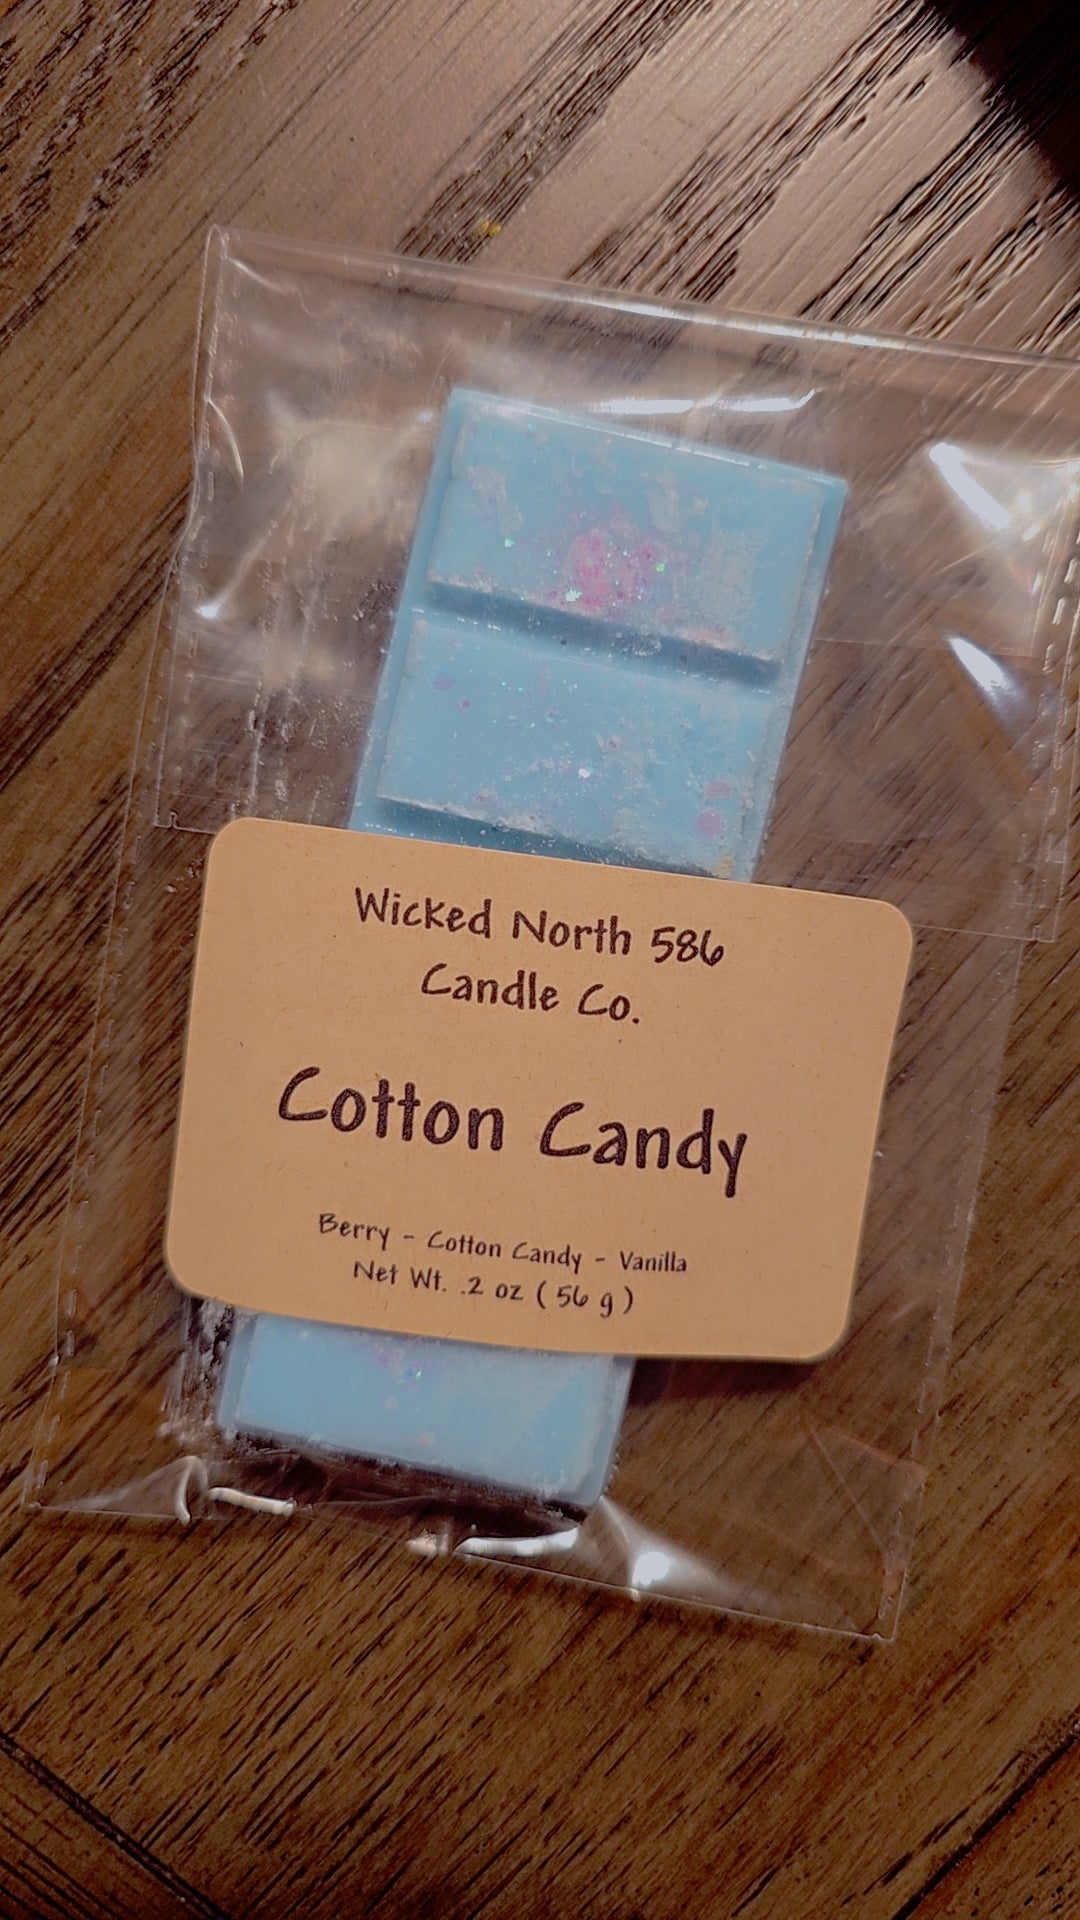 Wicked North 586
Candle Co.
Cotton Candy
Berry - Cotton Candy - Vanilla
Net Wt. .2 oz ( 56 g )